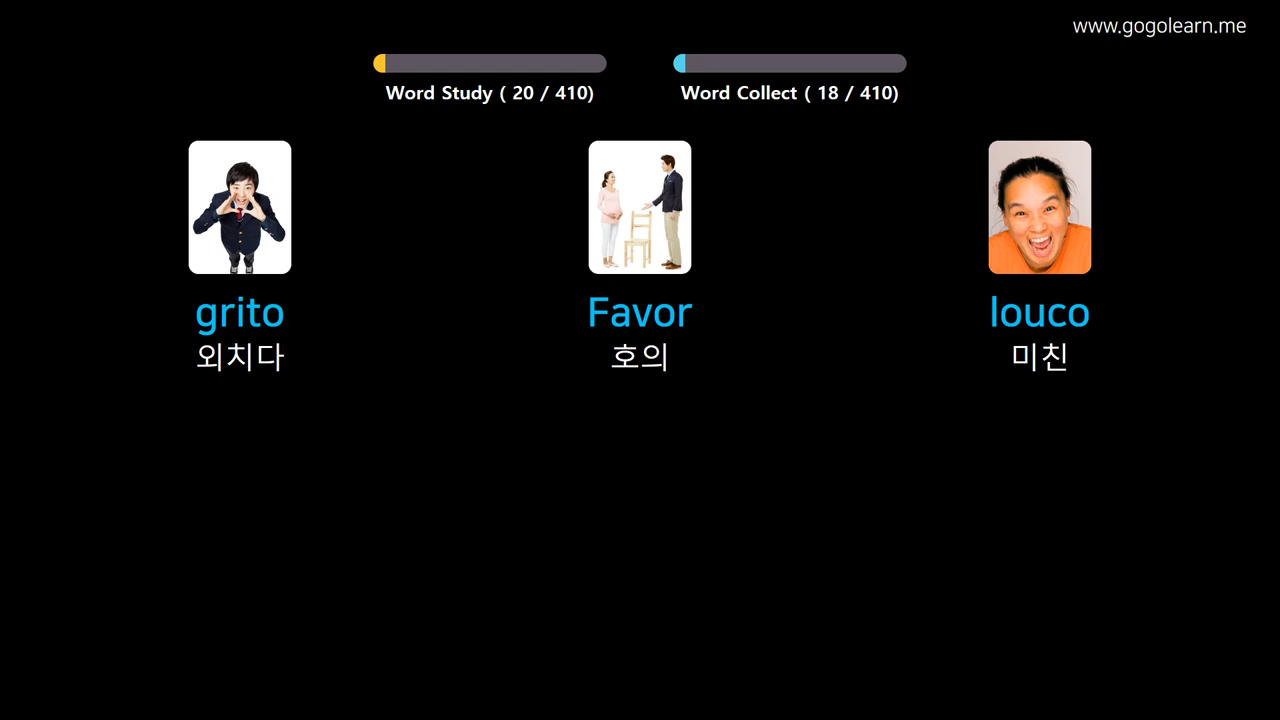 www.gogolearn.me
Word Study ( 20 / 410)
Word Collect ( 18 / 410)
grito
외치다
Favor
호의
louco
미친